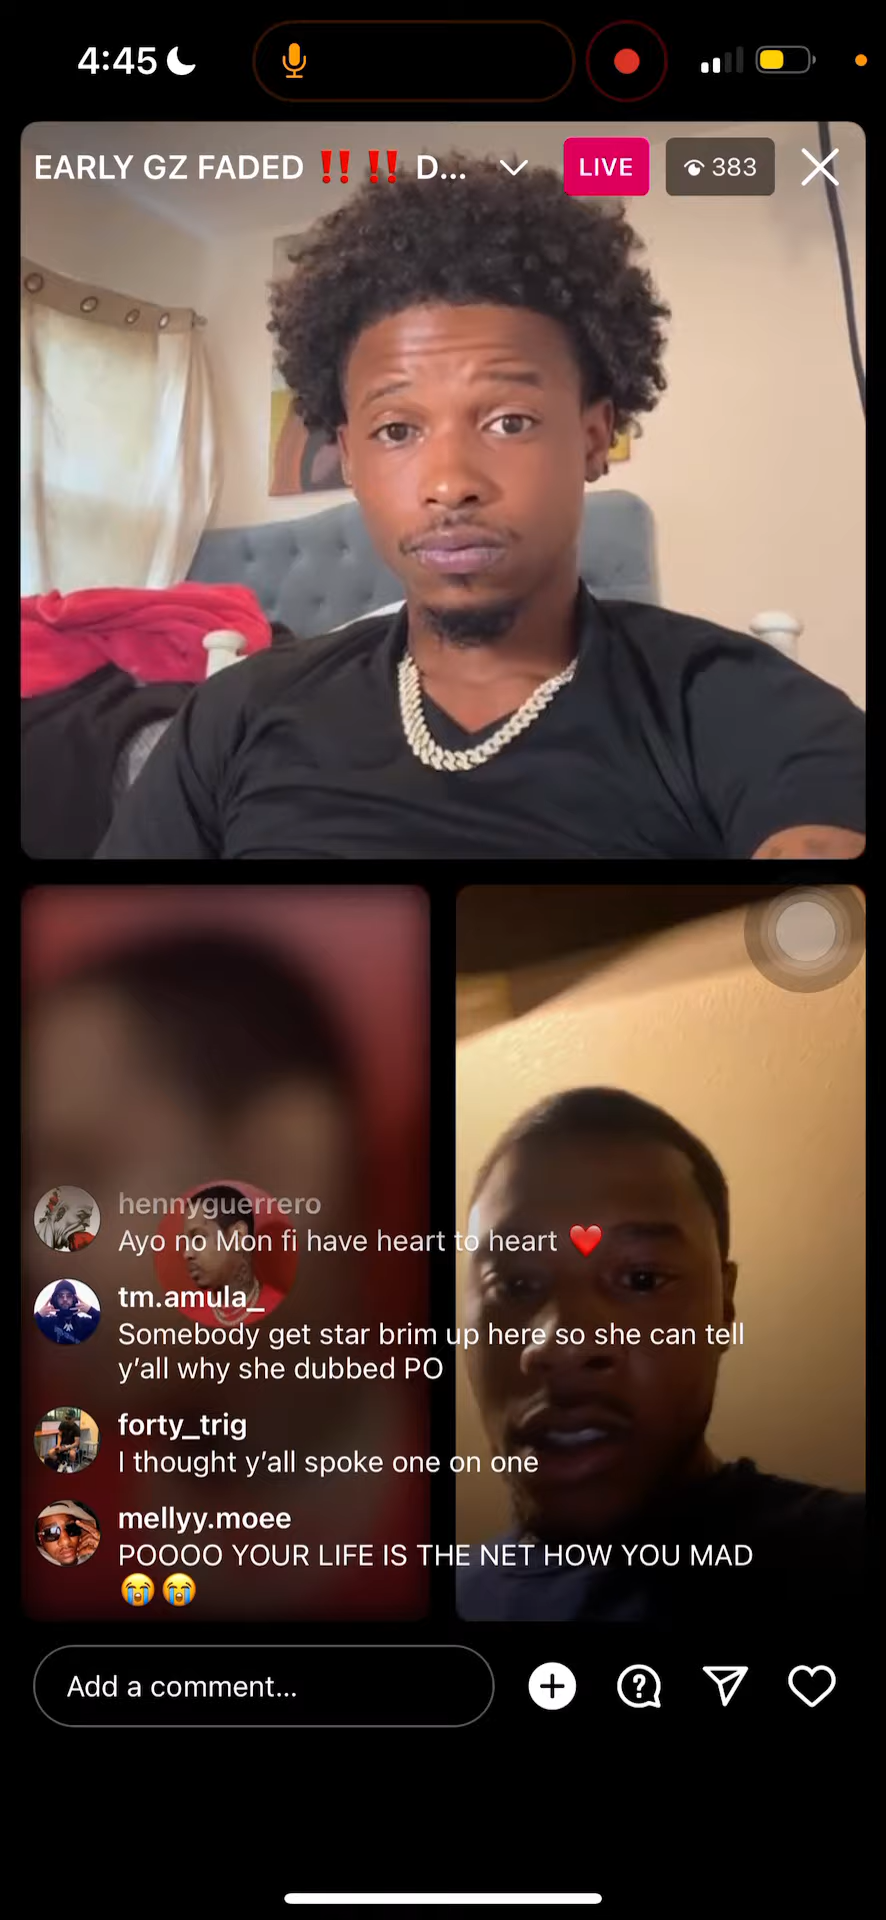 4:45
EARLY GZ FADED ‼️ ‼️ D...
LIVE
383
hennyguerrero
Ayo no Mon fi have heart to heart ❤️
tm.amula_
Somebody get star brim up here so she can tell
y’all why she dubbed PO
forty_trig
I thought y’all spoke one on one
mellyy.moee
POOOO YOUR LIFE IS THE NET HOW YOU MAD
😭😭
Add a comment...